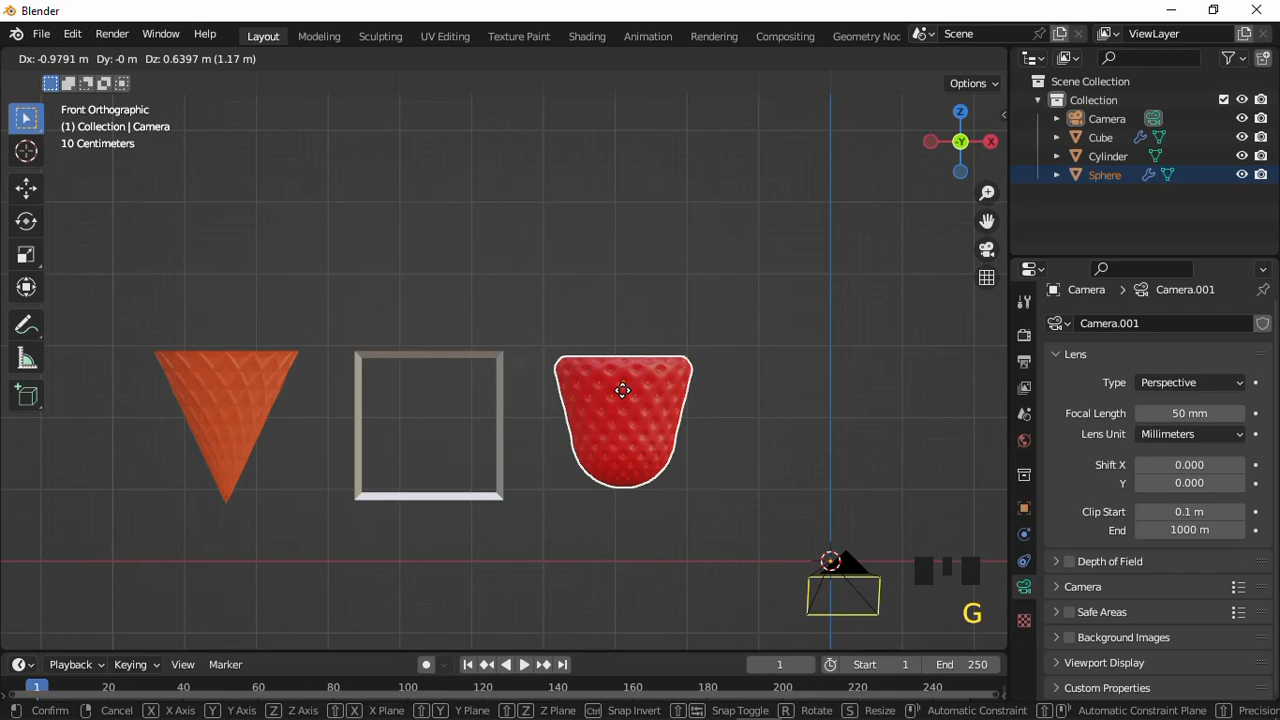 Blender
File Edit Render Window Help Layout Modeling Sculpting UV Editing Texture Paint Shading Animation Rendering Compositing Geometry Noc Scene ViewLayer
Dx: -0.9791 m Dy: -0 m Dz: 0.6397 m (1.17 m)
Options
Front Orthographic
(1) Collection | Camera
10 Centimeters
Z
X
-Y
Scene Collection
Collection
Camera
Cube
Cylinder
Sphere
Camera > Camera.001
Camera.001
Lens
Type Perspective
Focal Length 50 mm
Lens Unit Millimeters
Shift X 0.000
Y 0.000
Clip Start 0.1 m
End 1000 m
Depth of Field
Camera
Safe Areas
Background Images
Viewport Display
Custom Properties
G
Playback Keying View Marker 1 Start 1 End 250
1 20 40 60 80 100 120 140 160 180 200 220 240
Confirm Cancel X X Axis Y Y Axis Z Z Axis X X Plane Y Y Plane Z Z Plane Ctrl Snap Invert Snap Toggle R Rotate S Resize Automatic Constraint Automatic Constraint Plane Precision